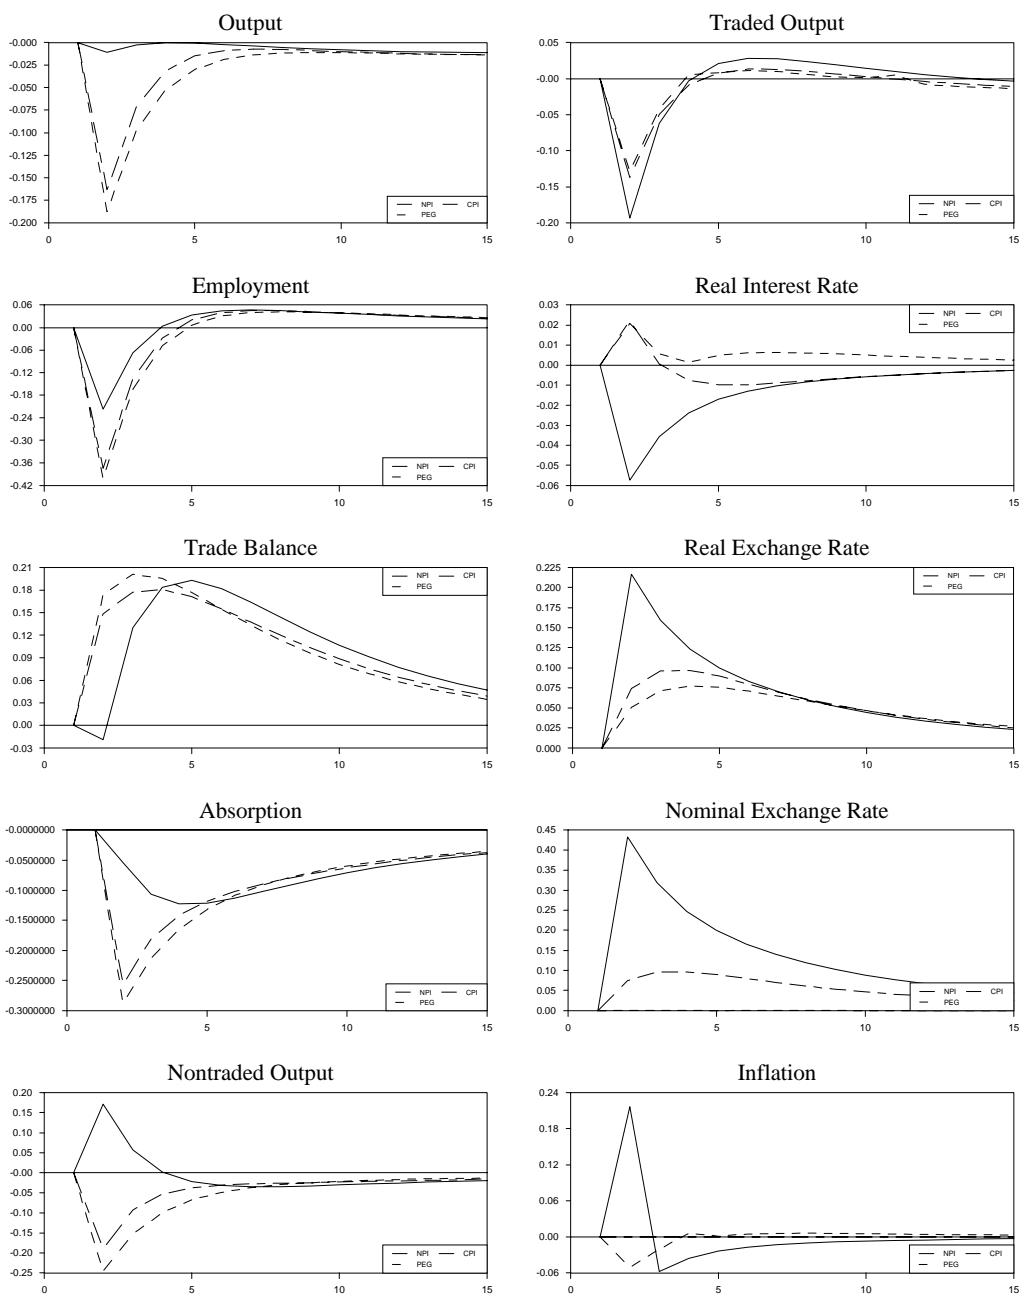 Output
-0.000
-0.025
-0.050
-0.075
-0.100
-0.125
-0.150
-0.175
-0.200
NPI CPI
PEG
0 5 10 15
Traded Output
0.05
-0.00
-0.05
-0.10
-0.15
-0.20
NPI CPI
PEG
0 5 10 15
Employment
0.06
0.00
-0.06
-0.12
-0.18
-0.24
-0.30
-0.36
-0.42
NPI CPI
PEG
0 5 10 15
Real Interest Rate
0.03
0.02
0.01
0.00
-0.01
-0.02
-0.03
-0.04
-0.05
-0.06
NPI CPI
PEG
0 5 10 15
Trade Balance
0.21
0.18
0.15
0.12
0.09
0.06
0.03
0.00
-0.03
NPI CPI
PEG
0 5 10 15
Real Exchange Rate
0.225
0.200
0.175
0.150
0.125
0.100
0.075
0.050
0.025
0.000
NPI CPI
PEG
0 5 10 15
Absorption
-0.0000000
-0.0500000
-0.1000000
-0.1500000
-0.2000000
-0.2500000
-0.3000000
NPI CPI
PEG
0 5 10 15
Nominal Exchange Rate
0.45
0.40
0.35
0.30
0.25
0.20
0.15
0.10
0.05
0.00
NPI CPI
PEG
0 5 10 15
Nontraded Output
0.20
0.15
0.10
0.05
-0.00
-0.05
-0.10
-0.15
-0.20
-0.25
NPI CPI
PEG
0 5 10 15
Inflation
0.24
0.18
0.12
0.06
0.00
-0.06
NPI CPI
PEG
0 5 10 15